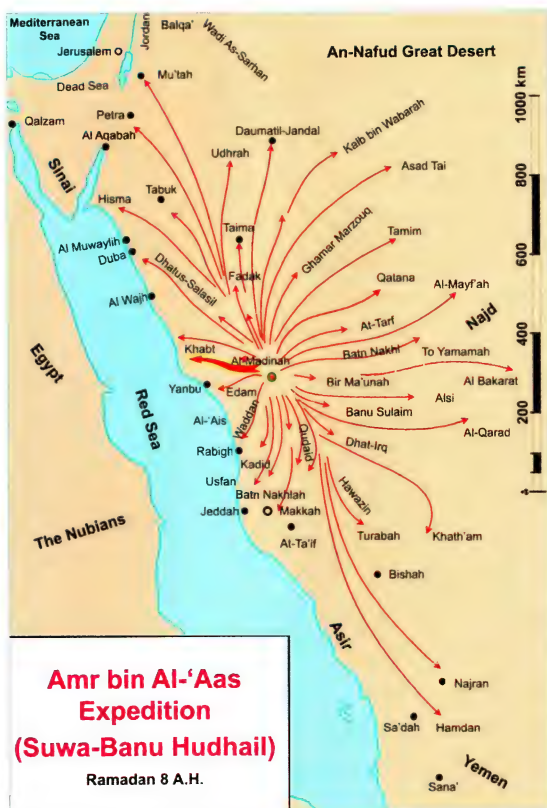 Mediterranean
Sea
Jordan
Balqa'
Wadi As-Sarhan
An-Nafud Great Desert
Jerusalem
Mu'tah
Dead Sea
1000 km
Petra
Qalzam
Al Aqabah
Daumatil-Jandal
Kalb bin Wabarah
Udhrah
Asad Tai
Sinai
800
Tabuk
Hisma
Taima
Ghamar Marzouq
Tamim
Al Muwaylih
Duba
600
Dhatus-Salasil
Fadak
Qatana
Al-Mayf'ah
Al Wajh
Najd
At-Tarf
400
Egypt
Khabt
Al-Madinah
Batn Nakhl
To Yamamah
Red Sea
Yanbu
Edam
Bir Ma'unah
Al Bakarat
Alsi
200
Al-'Ais
Waddan
Banu Sulaim
Al-Qarad
Qudaid
Rabigh
Dhat-Irq
Kadid
Usfan
Hawazin
Batn Nakhlah
Jeddah
Makkah
The Nubians
At-Ta'if
Turabah
Khath'am
Bishah
Asir
Amr bin Al-‘Aas
Expedition
(Suwa-Banu Hudhail)
Ramadan 8 A.H.
Najran
Sa'dah
Hamdan
Yemen
Sana'